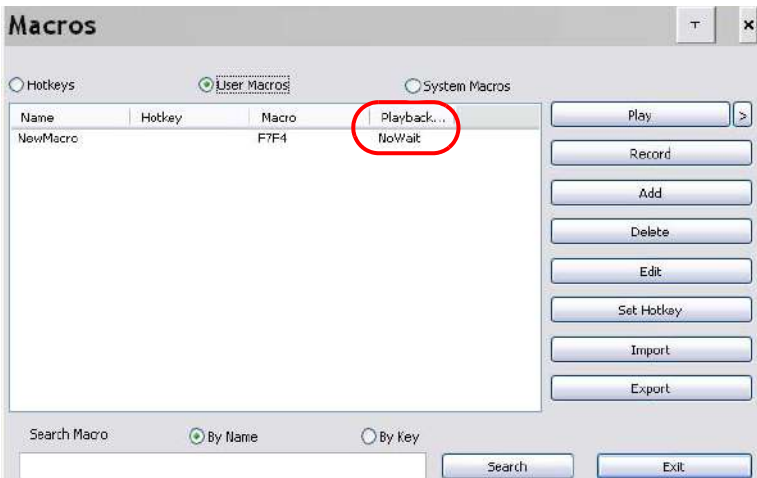 Macros
T
×
Hotkeys User Macros System Macros
Name Hotkey Macro Playback...
NewMacro F7F4 NoWait
Play >
Record
Add
Delete
Edit
Set Hotkey
Import
Export
Search Macro By Name By Key
Search Exit